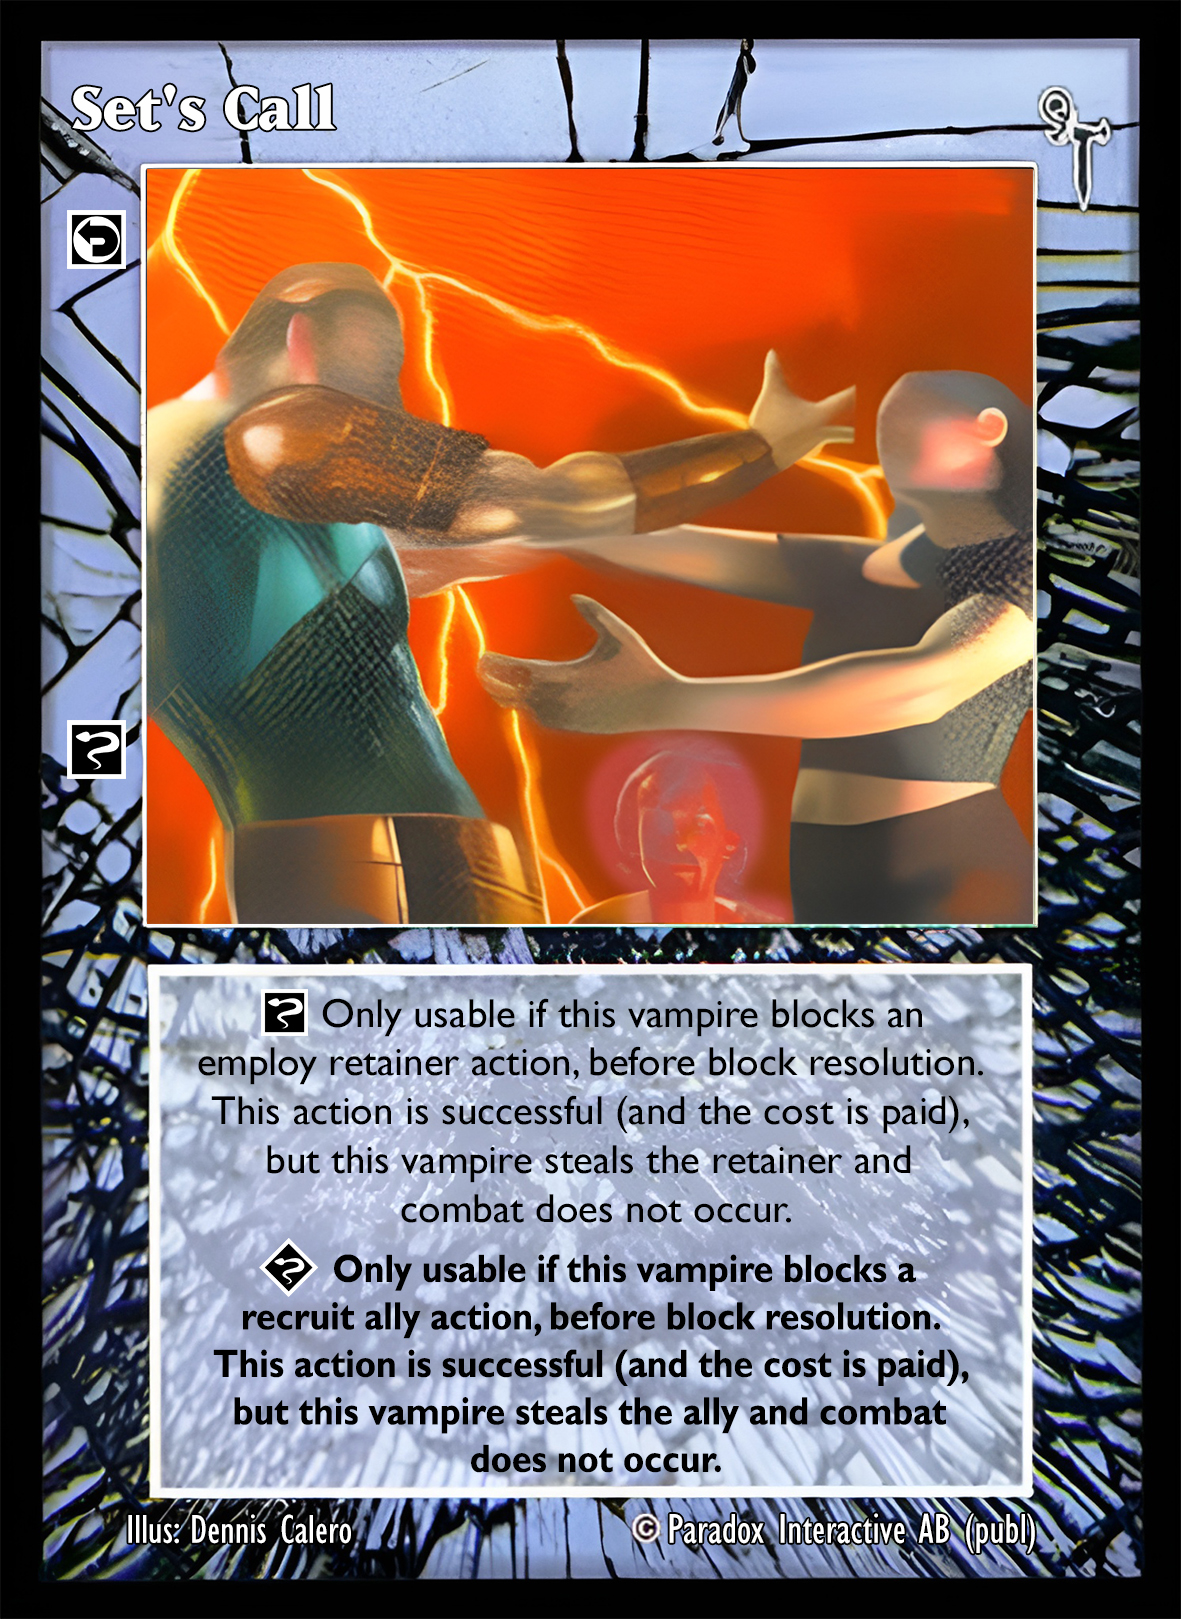 Set's Call
Only usable if this vampire blocks an
employ retainer action, before block resolution.
This action is successful (and the cost is paid),
but this vampire steals the retainer and
combat does not occur.
Only usable if this vampire blocks a
recruit ally action, before block resolution.
This action is successful (and the cost is paid),
but this vampire steals the ally and combat
does not occur.
Illus: Dennis Calero
© Paradox Interactive AB (publ)